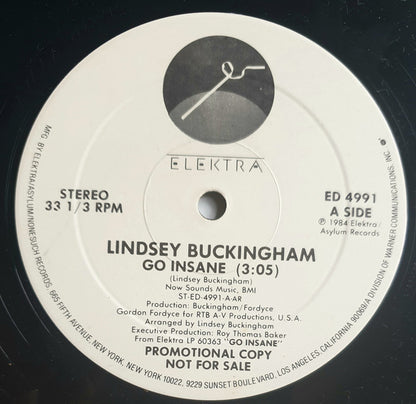 ELEKTRA
STEREO
33 1/3 RPM
ED 4991
A SIDE
℗ 1984 Elektra/
Asylum Records
LINDSEY BUCKINGHAM
GO INSANE (3:05)
(Lindsey Buckingham)
Now Sounds Music, BMI
ST-ED-4991-A-AR
Production: Buckingham/Fordyce
Gordon Fordyce for RTB A-V Productions, U.S.A.
Arranged by Lindsey Buckingham
Executive Production: Roy Thomas Baker
From Elektra LP 60363 "GO INSANE"
PROMOTIONAL COPY
NOT FOR SALE
MFG. BY ELEKTRA/ASYLUM/NONESUCH RECORDS, 665 FIFTH AVENUE, NEW YORK, NEW YORK 10022, 9229 SUNSET BOULEVARD, LOS ANGELES, CALIFORNIA 90069/A DIVISION OF WARNER COMMUNICATIONS, INC.